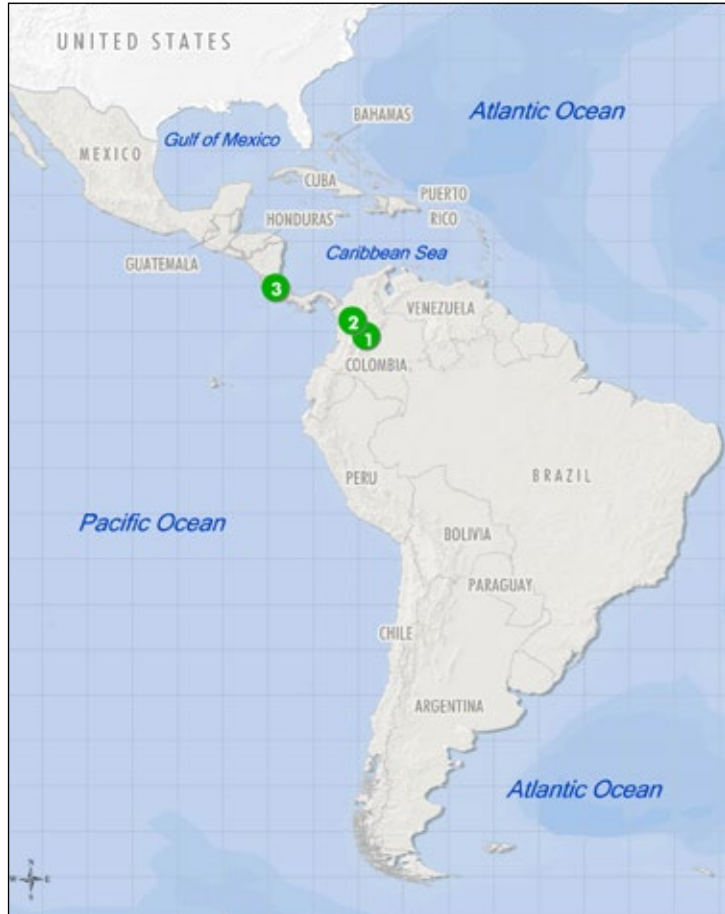 UNITED STATES
Atlantic Ocean
BAHAMAS
Gulf of Mexico
MEXICO
CUBA
PUERTO
RICO
HONDURAS
Caribbean Sea
GUATEMALA
3
VENEZUELA
2
1
COLOMBIA
PERU
BRAZIL
Pacific Ocean
BOLIVIA
PARAGUAY
CHILE
ARGENTINA
Atlantic Ocean
N
W
E
S